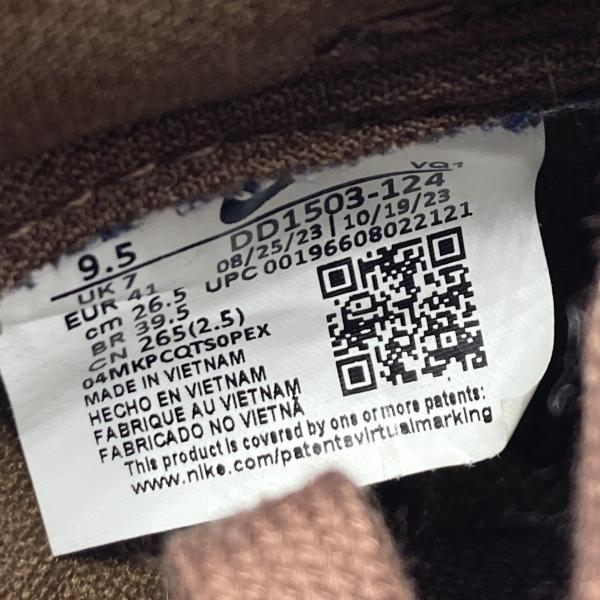 VQ1
DD1503-124
08/25/23 | 10/19/23
UPC 00196608022121
9.5
UK 7
EUR 41
cm 26.5
BR 39.5
CN 265(2.5)
04MKPCQTS0PEX
MADE IN VIETNAM
HECHO EN VIETNAM
FABRIQUE AU VIETNAM
FABRICADO NO VIETNÃ
This product is covered by one or more patents:
www.nike.com/patentsvirtualmarking